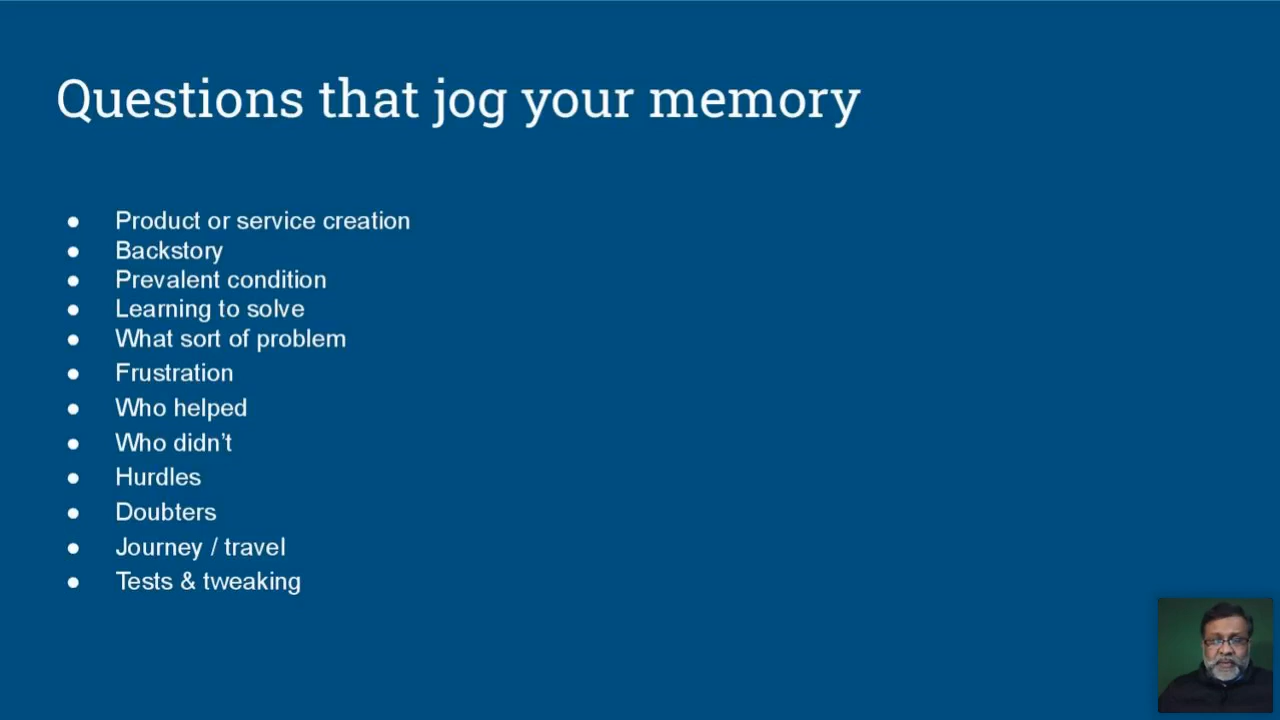 Questions that jog your memory
● Product or service creation
● Backstory
● Prevalent condition
● Learning to solve
● What sort of problem
● Frustration
● Who helped
● Who didn’t
● Hurdles
● Doubters
● Journey / travel
● Tests & tweaking